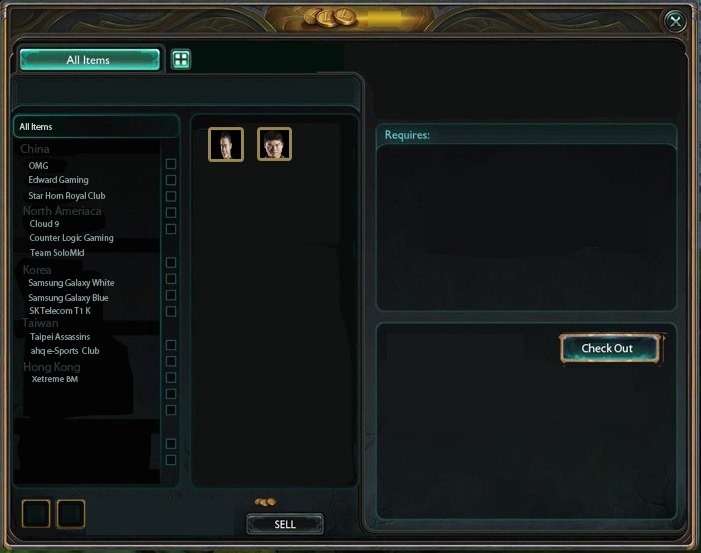 All Items
All Items
Requires:
China
OMG
Edward Gaming
Star Horn Royal Club
North Ameriaca
Cloud 9
Counter Logic Gaming
Team SoloMId
Korea
Samsung Galaxy White
Samsung Galaxy Blue
SK Telecom T1 K
Taiwan
Taipei Assassins
ahq e-Sports Club
Hong Kong
Xetreme BM
Check Out
SELL